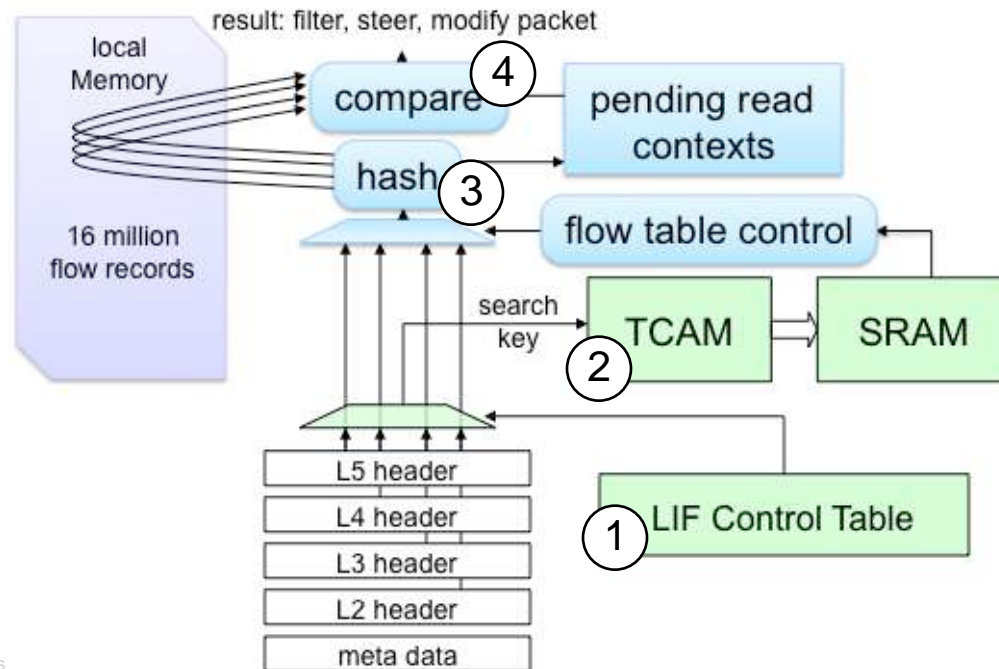 result: filter, steer, modify packet
local
Memory
4
compare
pending read
contexts
hash
3
16 million
flow records
flow table control
search
key
TCAM
SRAM
2
L5 header
LIF Control Table
1
L4 header
L3 header
L2 header
meta data
s